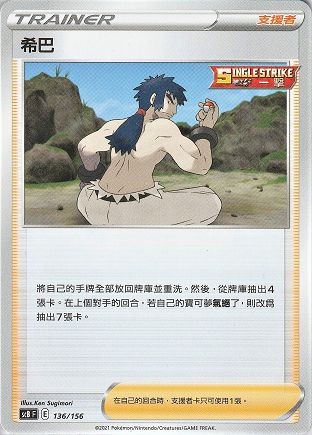 TRAINER
支援者
希巴
SINGLE STRIKE
一擊
將自己的手牌全部放回牌庫並重洗。然後，從牌庫抽出4
張卡。在上個對手的回合，若自己的寶可夢氣絕了，則改為
抽出7張卡。
Illus.Ken Sugimori
scB F E 136/156
在自己的回合時，支援者卡只可使用1張。
©2021 Pokémon/Nintendo/Creatures/GAME FREAK.